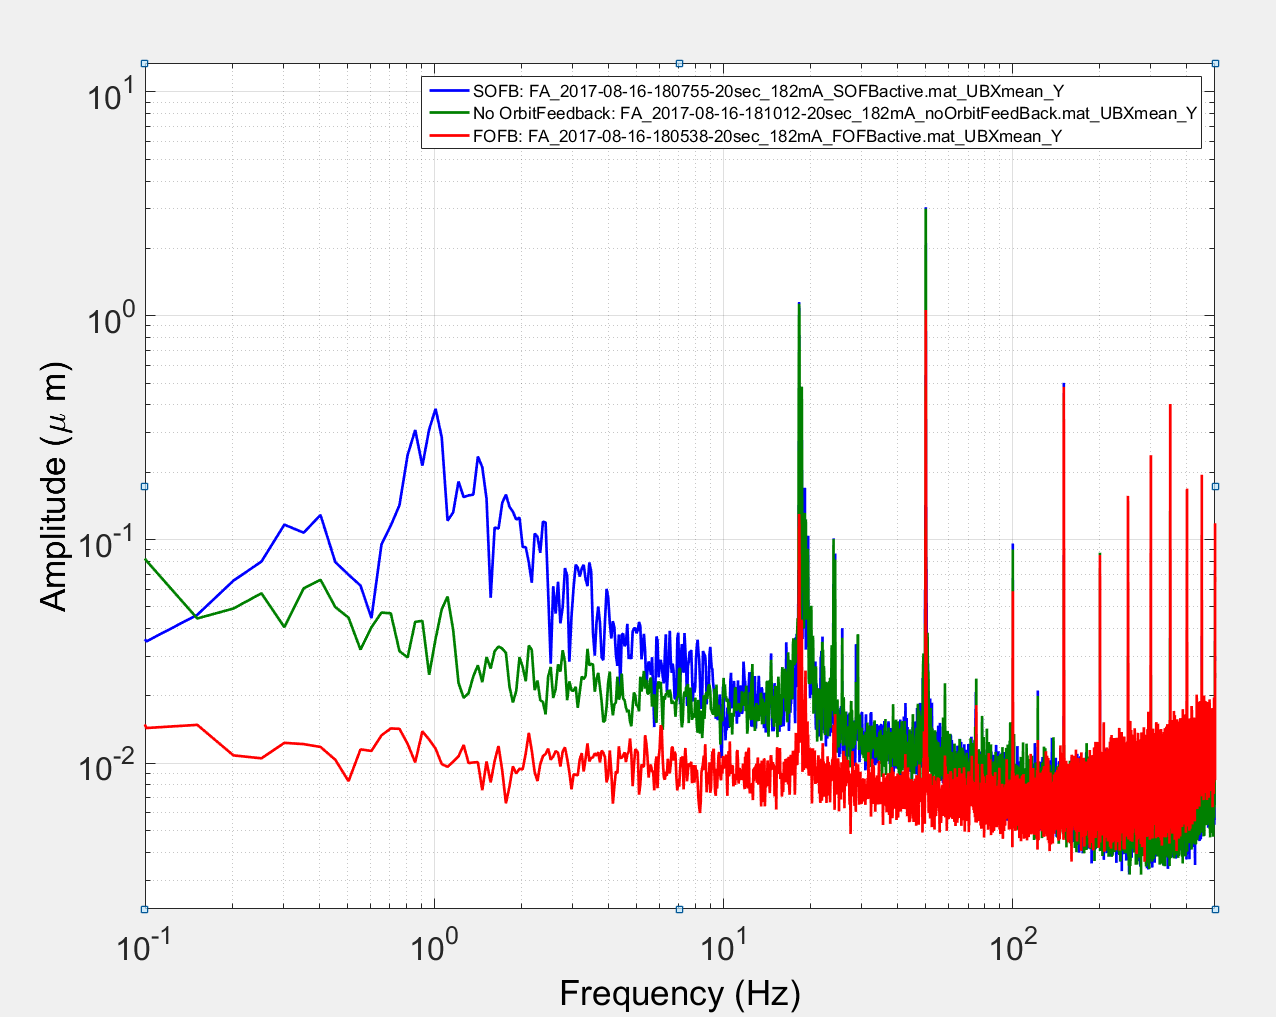 10^1
SOFB: FA_2017-08-16-180755-20sec_182mA_SOFBactive.mat_UBXmean_Y
No OrbitFeedback: FA_2017-08-16-181012-20sec_182mA_noOrbitFeedBack.mat_UBXmean_Y
FOFB: FA_2017-08-16-180538-20sec_182mA_FOFBactive.mat_UBXmean_Y
10^0
Amplitude (μ m)
10^-1
10^-2
10^-1 10^0 10^1 10^2
Frequency (Hz)